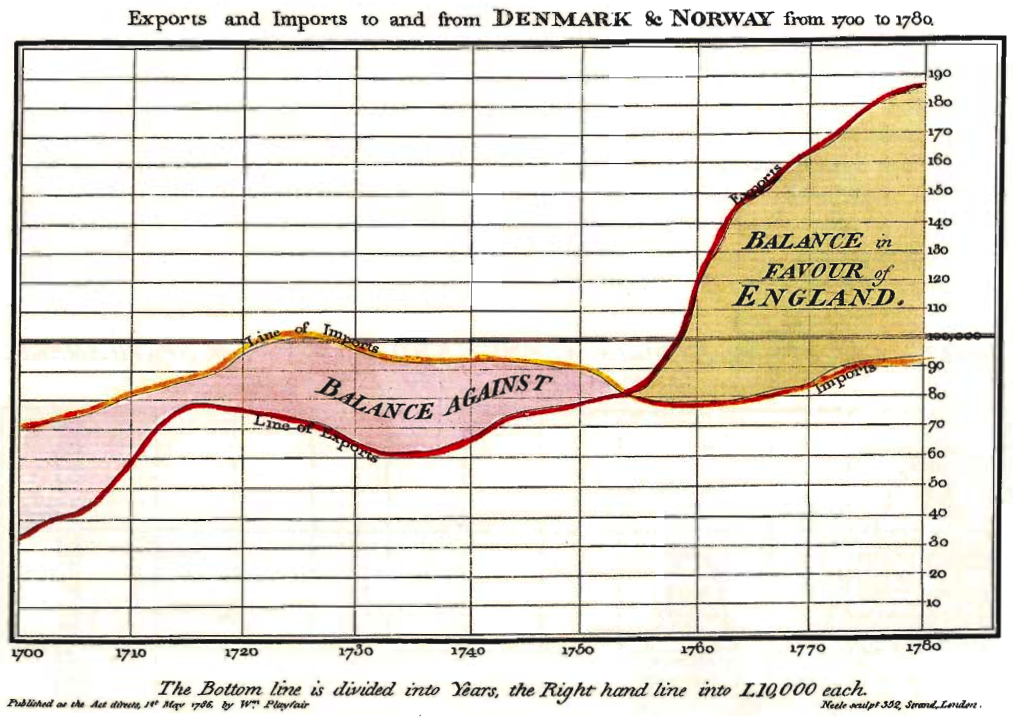 Exports and Imports to and from DENMARK & NORWAY from 1700 to 1780
190
180
170
160
Exports
150
140
BALANCE in
130
FAVOUR of
120
ENGLAND.
110
Line of Imports
100,000
90
Imports
BALANCE AGAINST
80
Line of Exports
70
60
50
40
30
20
10
1700 1710 1720 1730 1740 1750 1760 1770 1780
The Bottom line is divided into Years, the Right hand line into L10,000 each.
Published as the Act directs, 1st May 1786, by Wm Playfair
Neele sculpt 352, Strand, London.